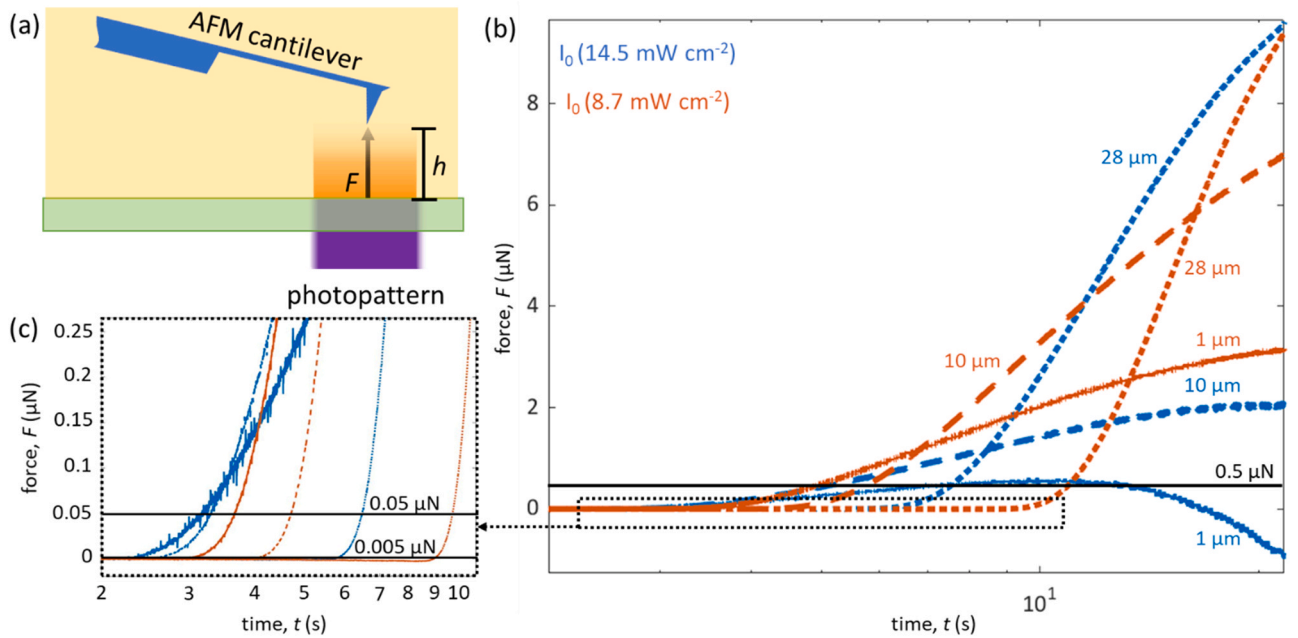 (a)
AFM cantilever
h
F
photopattern
(b)
I₀ (14.5 mW cm⁻²)
I₀ (8.7 mW cm⁻²)
8
6
4
2
0
force, F (µN)
28 µm
28 µm
10 µm
1 µm
10 µm
0.5 µN
1 µm
10¹
time, t (s)
(c)
0.25
0.2
0.15
0.1
0.05
0
force, F (µN)
0.05 µN
0.005 µN
2 3 4 5 6 7 8 9 10
time, t (s)